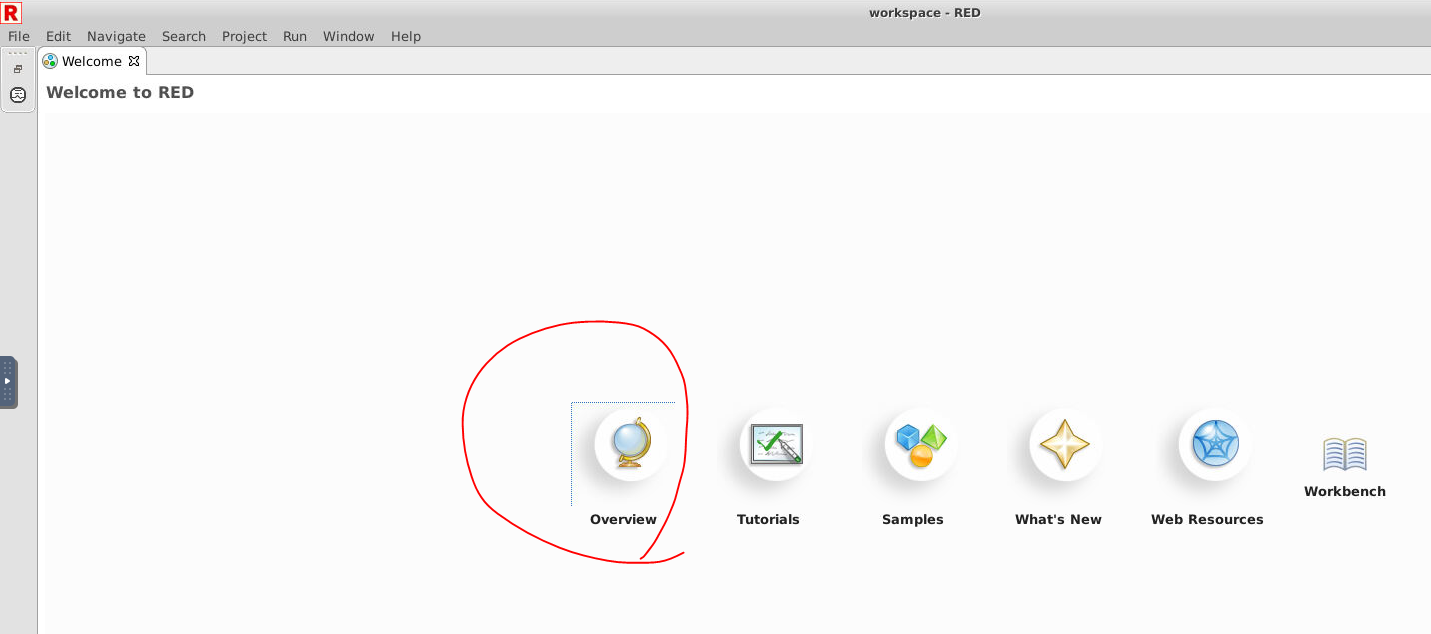 R
workspace - RED
File Edit Navigate Search Project Run Window Help
Welcome
Welcome to RED
Overview Tutorials Samples What's New Web Resources Workbench